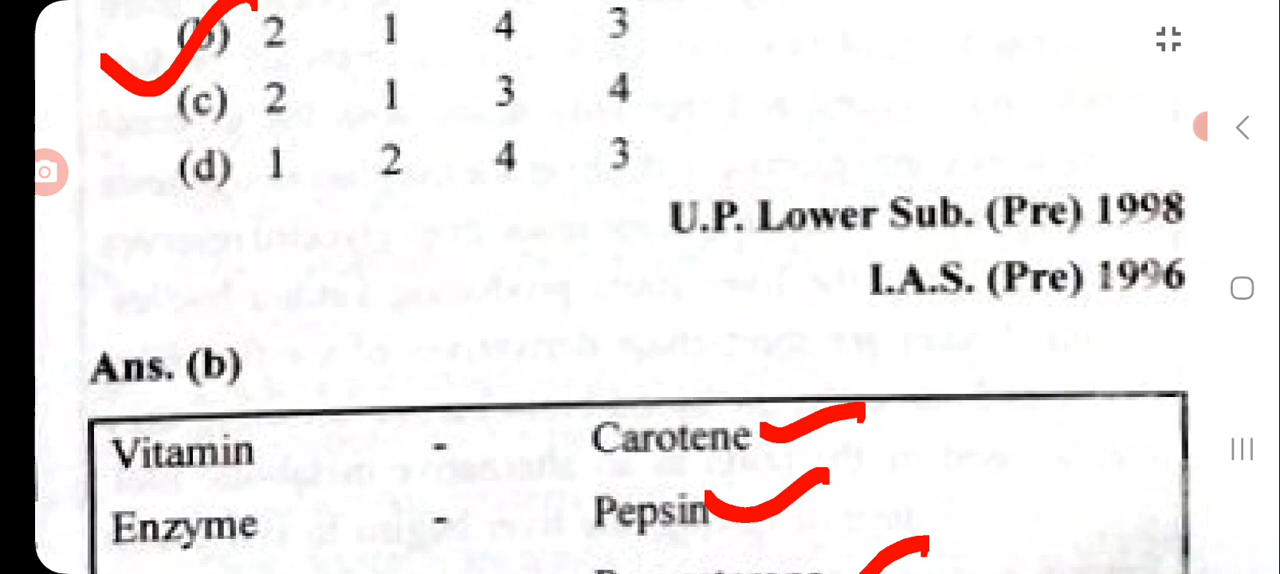 (b) 2 1 4 3
(c) 2 1 3 4
(d) 1 2 4 3
U.P. Lower Sub. (Pre) 1998
I.A.S. (Pre) 1996
Ans. (b)
Vitamin - Carotene
Enzyme - Pepsin